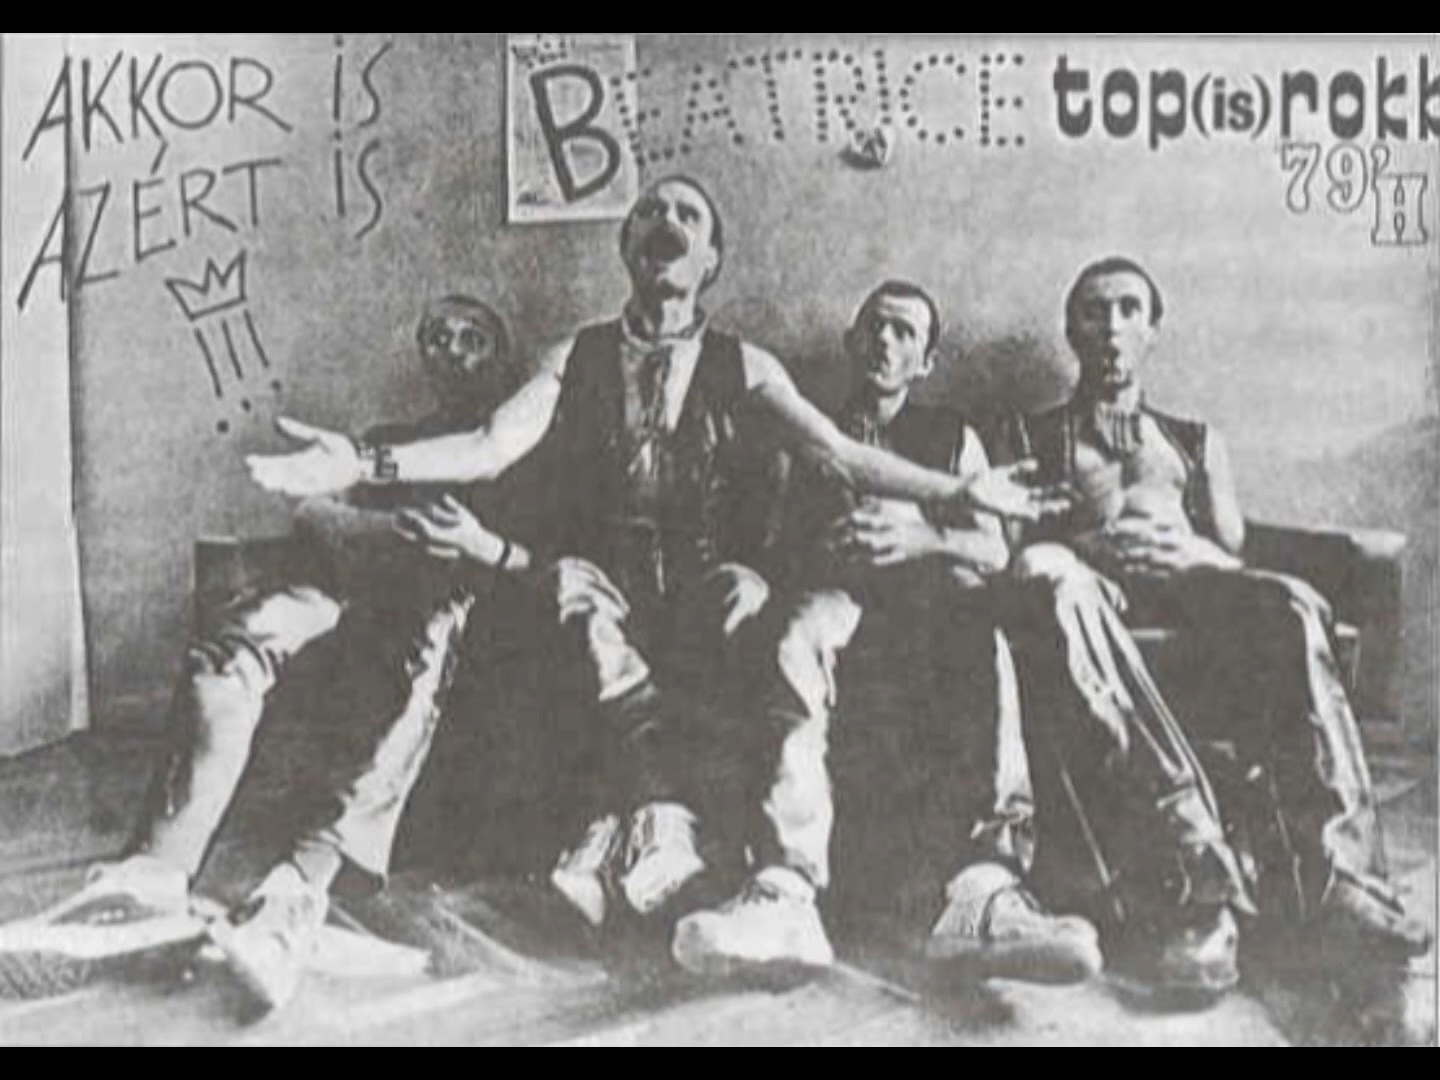 AKKOR IS
AZÉRT IS
!!!
BEATRICE top(is)rokk
79'H